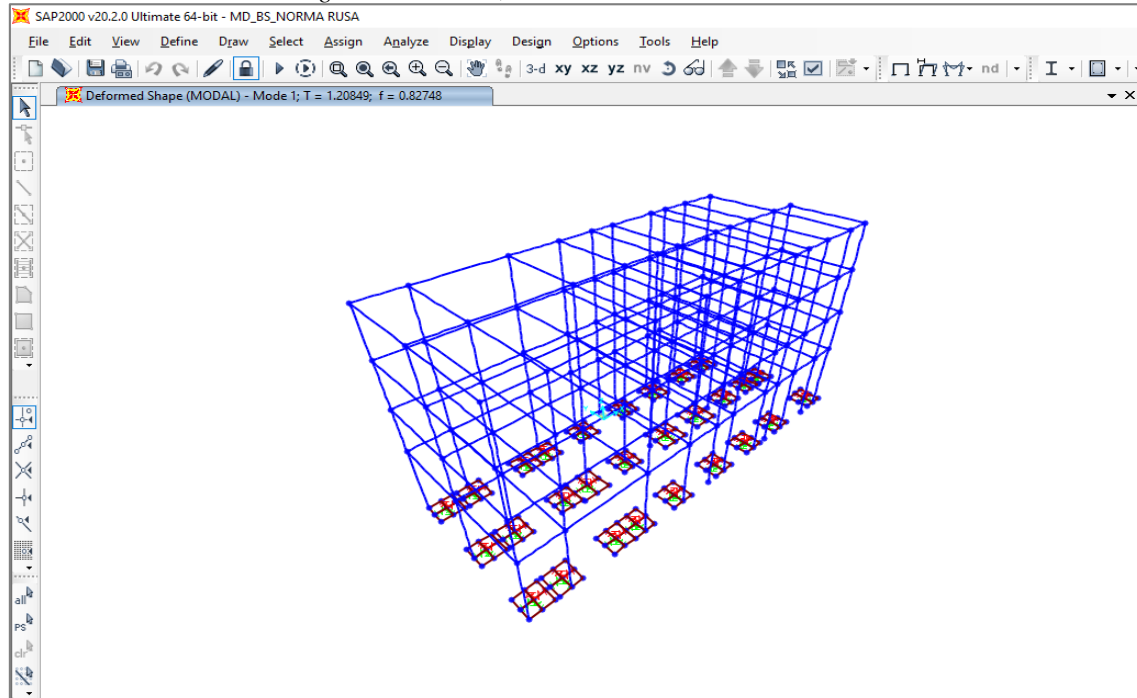 SAP2000 v20.2.0 Ultimate 64-bit - MD_BS_NORMA RUSA
File Edit View Define Draw Select Assign Analyze Display Design Options Tools Help
3-d xy xz yz nv nd
Deformed Shape (MODAL) - Mode 1; T = 1.20849; f = 0.82748
all
PS
clr